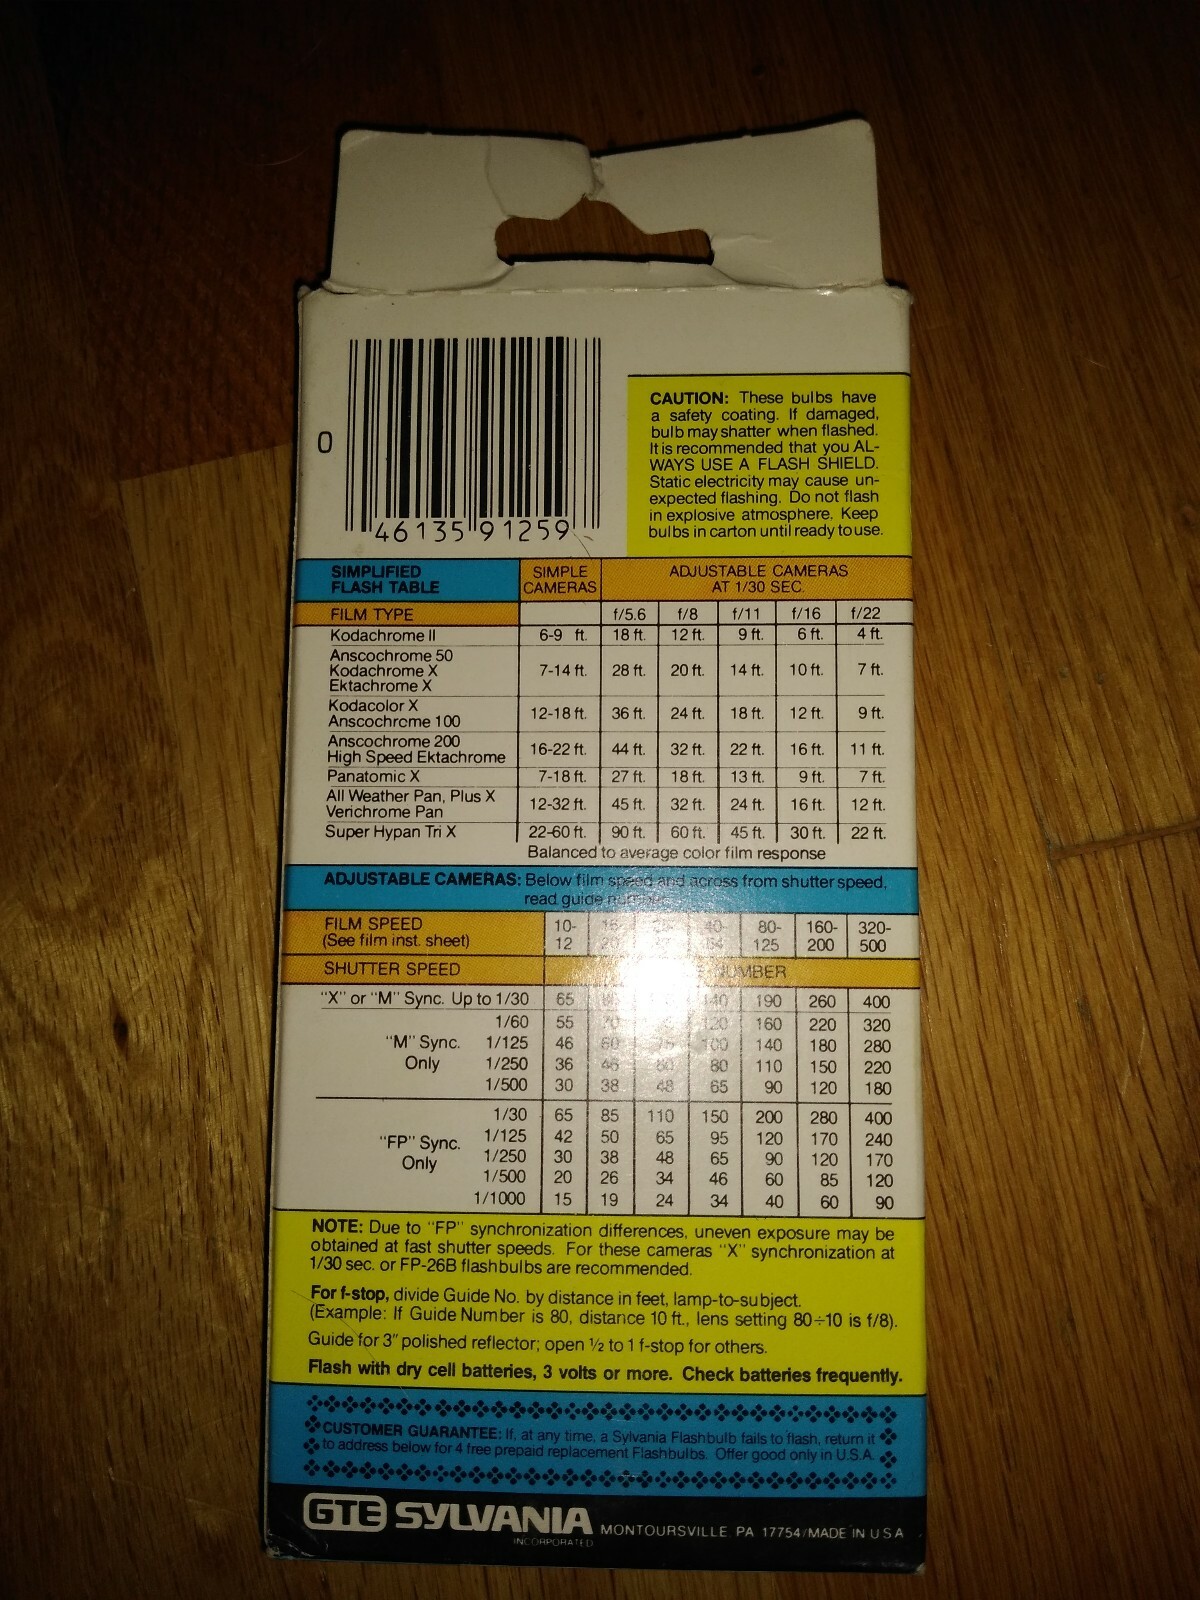 0
46135 91259
CAUTION: These bulbs have
a safety coating. If damaged,
bulb may shatter when flashed.
It is recommended that you AL-
WAYS USE A FLASH SHIELD.
Static electricity may cause un-
expected flashing. Do not flash
in explosive atmosphere. Keep
bulbs in carton until ready to use.
SIMPLIFIED
FLASH TABLE
SIMPLE
CAMERAS
ADJUSTABLE CAMERAS
AT 1/30 SEC.
FILM TYPE f/5.6 f/8 f/11 f/16 f/22
Kodachrome II 6-9 ft. 18 ft. 12 ft. 9 ft. 6 ft. 4 ft.
Anscochrome 50
Kodachrome X 7-14 ft. 28 ft. 20 ft. 14 ft. 10 ft. 7 ft.
Ektachrome X
Kodacolor X
Anscochrome 100 12-18 ft. 36 ft. 24 ft. 18 ft. 12 ft. 9 ft.
Anscochrome 200
High Speed Ektachrome 16-22 ft. 44 ft. 32 ft. 22 ft. 16 ft. 11 ft.
Panatomic X 7-18 ft. 27 ft. 18 ft. 13 ft. 9 ft. 7 ft.
All Weather Pan, Plus X
Verichrome Pan 12-32 ft. 45 ft. 32 ft. 24 ft. 16 ft. 12 ft.
Super Hypan Tri X 22-60 ft. 90 ft. 60 ft. 45 ft. 30 ft. 22 ft.
Balanced to average color film response
ADJUSTABLE CAMERAS: Below film speed and across from shutter speed,
read guide number
FILM SPEED 10- 80- 160- 320-
(See film inst. sheet) 12 20 64 125 200 500
SHUTTER SPEED NUMBER
"X" or "M" Sync. Up to 1/30 65 140 190 260 400
1/60 55 70 120 160 220 320
"M" Sync. 1/125 46 60 100 140 180 280
Only 1/250 36 46 60 80 110 150 220
1/500 30 38 48 65 90 120 180
1/30 65 85 110 150 200 280 400
"FP" Sync. 1/125 42 50 65 95 120 170 240
Only 1/250 30 38 48 65 90 120 170
1/500 20 26 34 46 60 85 120
1/1000 15 19 24 34 40 60 90
NOTE: Due to "FP" synchronization differences, uneven exposure may be
obtained at fast shutter speeds. For these cameras "X" synchronization at
1/30 sec. or FP-26B flashbulbs are recommended.
For f-stop, divide Guide No. by distance in feet, lamp-to-subject.
(Example: If Guide Number is 80, distance 10 ft., lens setting 80÷10 is f/8).
Guide for 3" polished reflector; open ½ to 1 f-stop for others.
Flash with dry cell batteries, 3 volts or more. Check batteries frequently.
CUSTOMER GUARANTEE: If, at any time, a Sylvania Flashbulb fails to flash, return it
to address below for 4 free prepaid replacement Flashbulbs. Offer good only in U.S.A.
GTE SYLVANIA MONTOURSVILLE, PA 17754/MADE IN USA
INCORPORATED